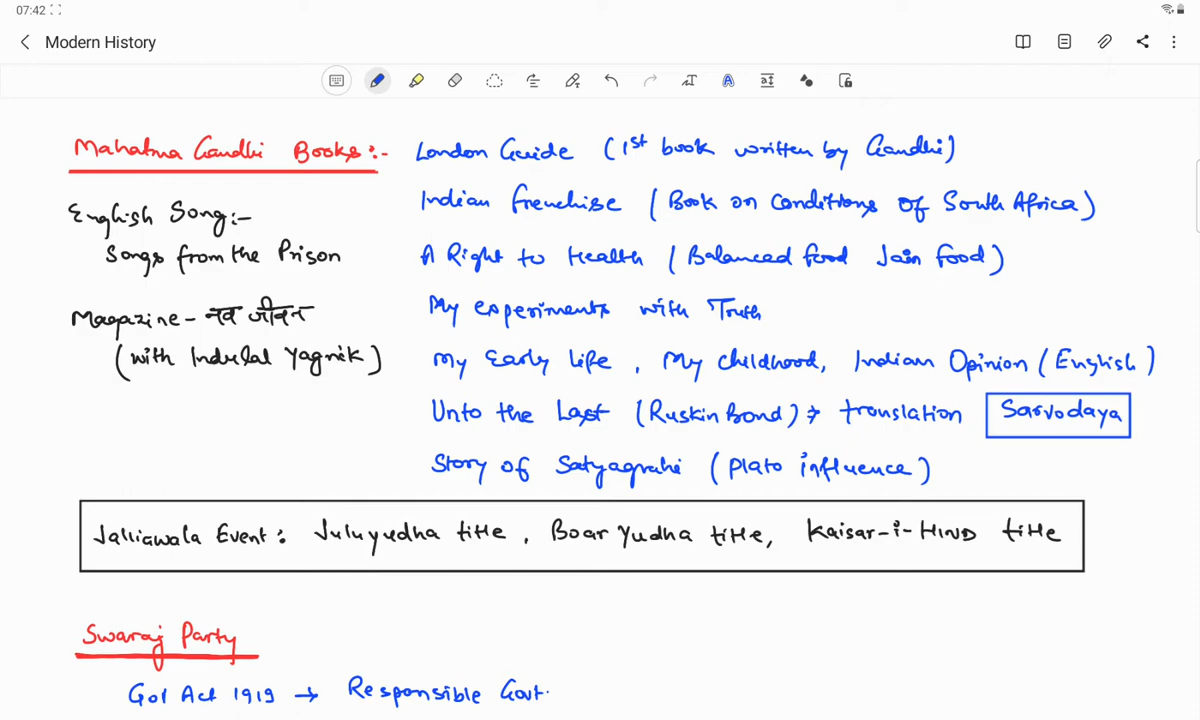 07:42
Modern History
Mahatma Gandhi Books:-
London Guide (1st book written by Gandhi)
Indian frenchise (Book on conditions of South Africa)
A Right to Health (Balanced food Jain food)
My experiments with Truth
My Early life, My childhood, Indian Opinion (English)
Unto the Last (Ruskin Bond) → translation Sarvodaya
Story of Satyagrahi (Plato influence)
English Song:-
Songs from the Prison
Magazine - नव जीवन
(with Indulal Yagnik)
Jalliawala Event: Juluyudha title, Boar Yudha title, Kaisar-i-HIND title
Swaraj Party
GoI Act 1919 → Responsible Govt.